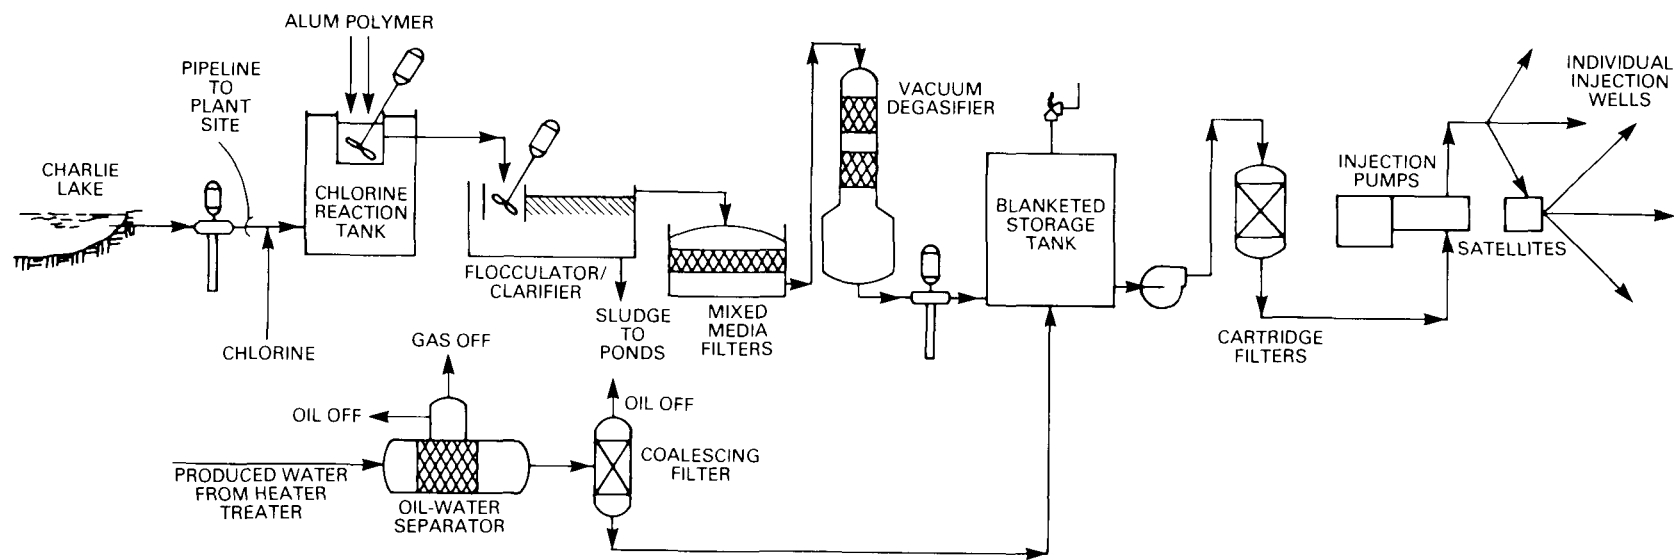 ALUM POLYMER
PIPELINE
TO
PLANT
SITE
CHARLIE
LAKE
CHLORINE
REACTION
TANK
CHLORINE
FLOCCULATOR/
CLARIFIER
SLUDGE
TO
PONDS
MIXED
MEDIA
FILTERS
VACUUM
DEGASIFIER
BLANKETED
STORAGE
TANK
CARTRIDGE
FILTERS
INJECTION
PUMPS
SATELLITES
INDIVIDUAL
INJECTION
WELLS
GAS OFF
OIL OFF
PRODUCED WATER
FROM HEATER
TREATER
OIL-WATER
SEPARATOR
OIL OFF
COALESCING
FILTER